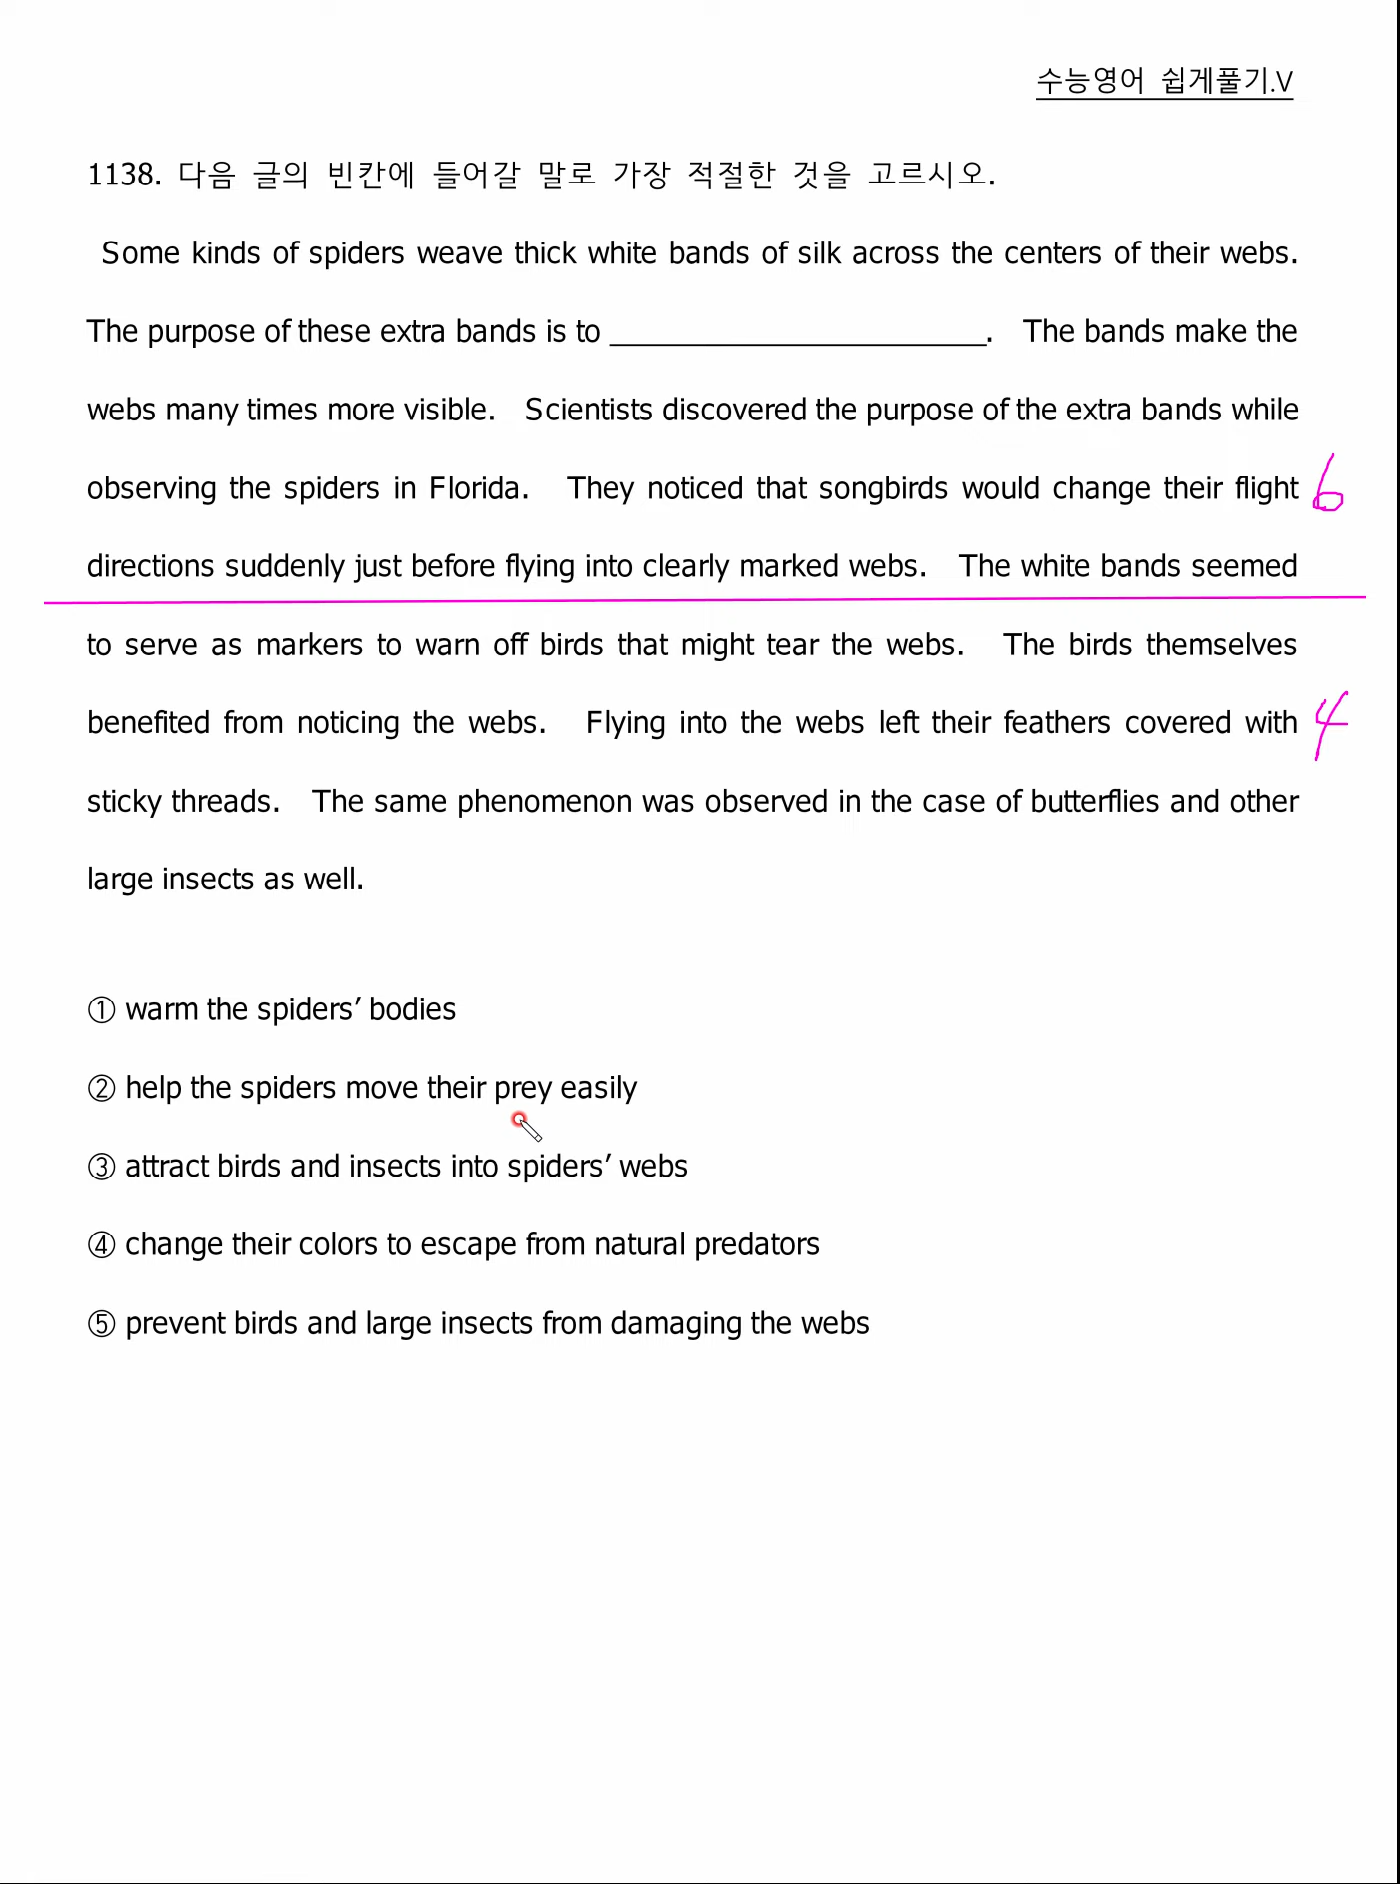 수능영어 쉽게풀기.V
1138. 다음 글의 빈칸에 들어갈 말로 가장 적절한 것을 고르시오.
Some kinds of spiders weave thick white bands of silk across the centers of their webs.
The purpose of these extra bands is to ________________________. The bands make the
webs many times more visible. Scientists discovered the purpose of the extra bands while
observing the spiders in Florida. They noticed that songbirds would change their flight 6
directions suddenly just before flying into clearly marked webs. The white bands seemed
to serve as markers to warn off birds that might tear the webs. The birds themselves
benefited from noticing the webs. Flying into the webs left their feathers covered with 4
sticky threads. The same phenomenon was observed in the case of butterflies and other
large insects as well.
① warm the spiders’ bodies
② help the spiders move their prey easily
③ attract birds and insects into spiders’ webs
④ change their colors to escape from natural predators
⑤ prevent birds and large insects from damaging the webs